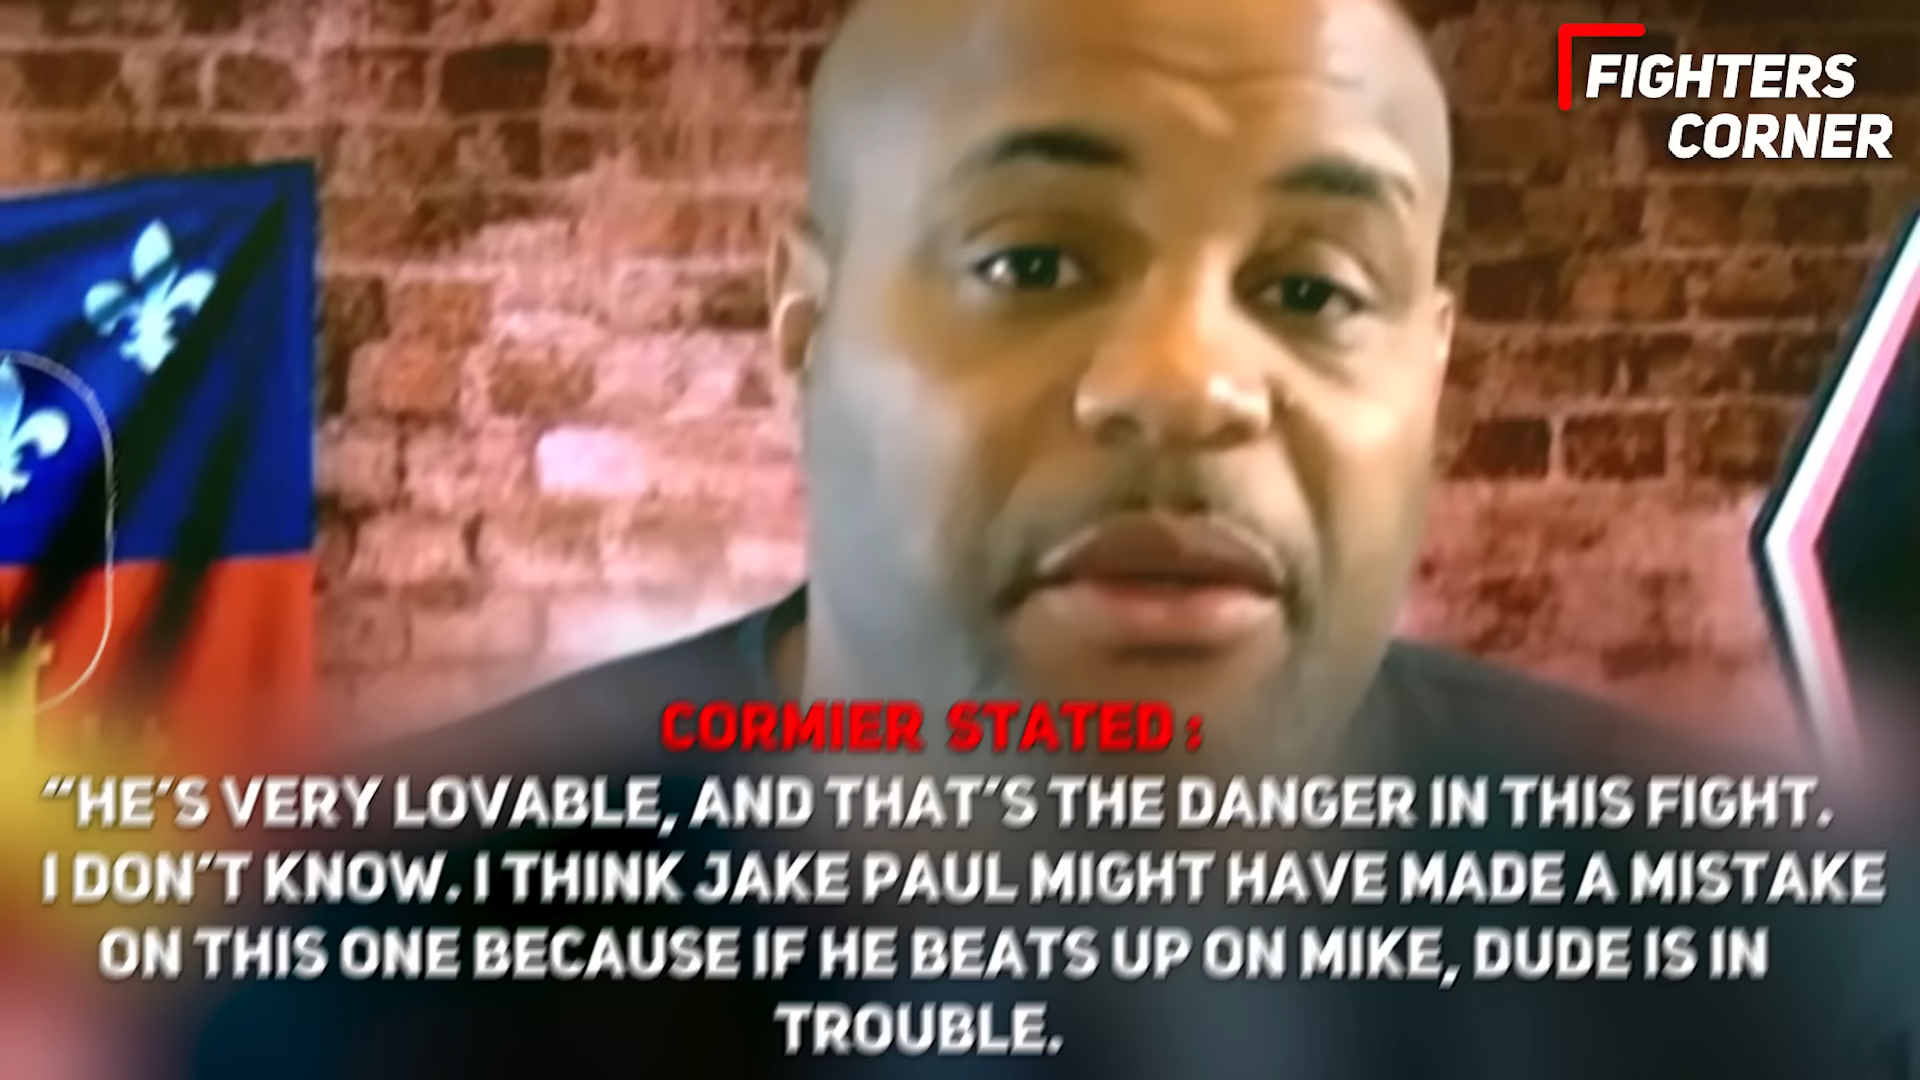 FIGHTERS
CORNER
CORMIER STATED :
"HE'S VERY LOVABLE, AND THAT'S THE DANGER IN THIS FIGHT.
I DON'T KNOW. I THINK JAKE PAUL MIGHT HAVE MADE A MISTAKE
ON THIS ONE BECAUSE IF HE BEATS UP ON MIKE, DUDE IS IN
TROUBLE.